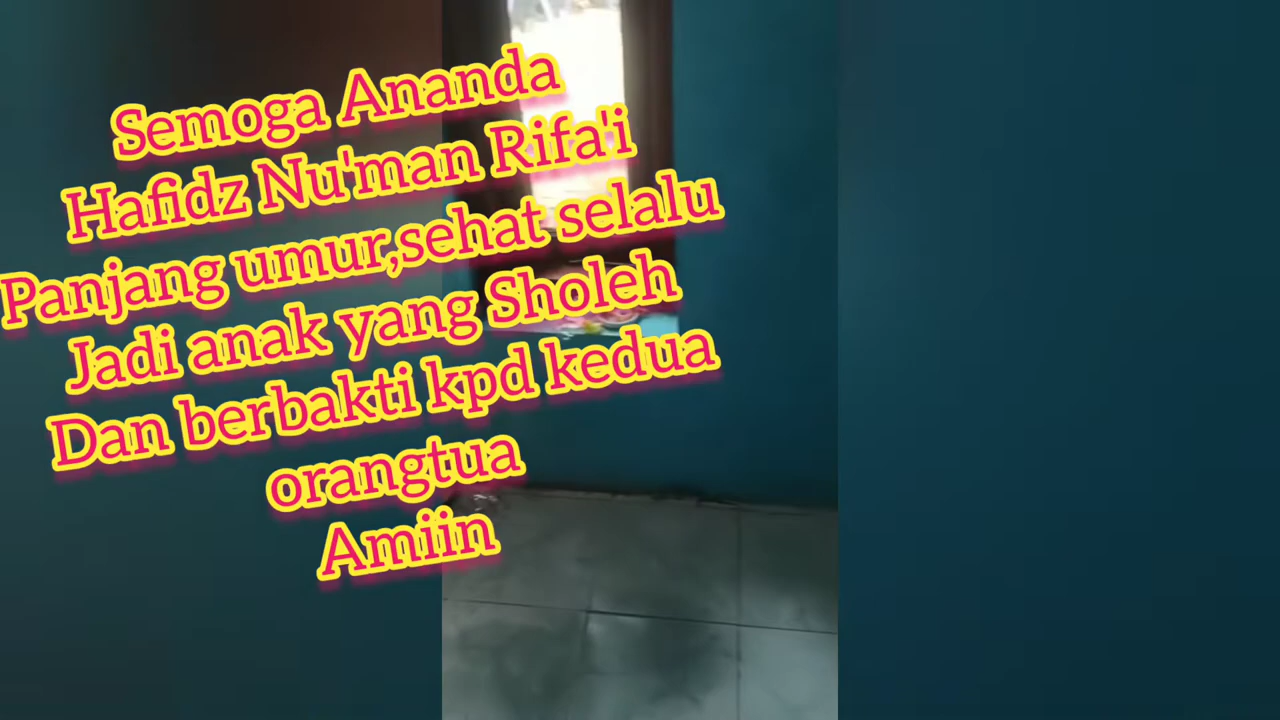 Semoga Ananda
Hafidz Nu'man Rifa'i
Panjang umur,sehat selalu
Jadi anak yang Sholeh
Dan berbakti kpd kedua
orangtua
Amiin